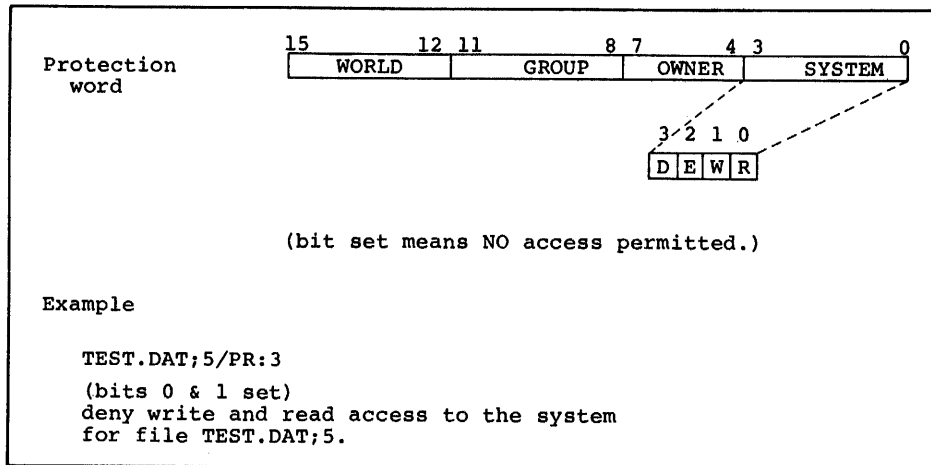 15 12 11 8 7 4 3 0
Protection word
WORLD GROUP OWNER SYSTEM
3 2 1 0
D E W R
(bit set means NO access permitted.)
Example
TEST.DAT;5/PR:3
(bits 0 & 1 set)
deny write and read access to the system
for file TEST.DAT;5.